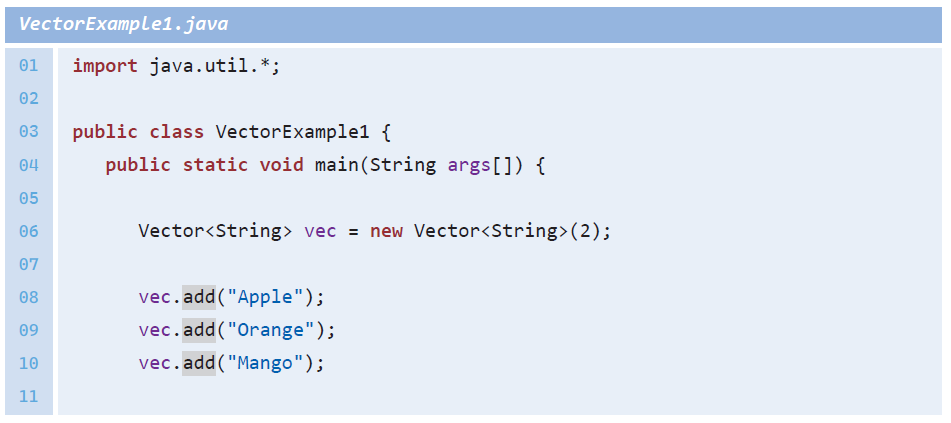 VectorExample1.java
01 import java.util.*;
02
03 public class VectorExample1 {
04 public static void main(String args[]) {
05
06 Vector<String> vec = new Vector<String>(2);
07
08 vec.add("Apple");
09 vec.add("Orange");
10 vec.add("Mango");
11